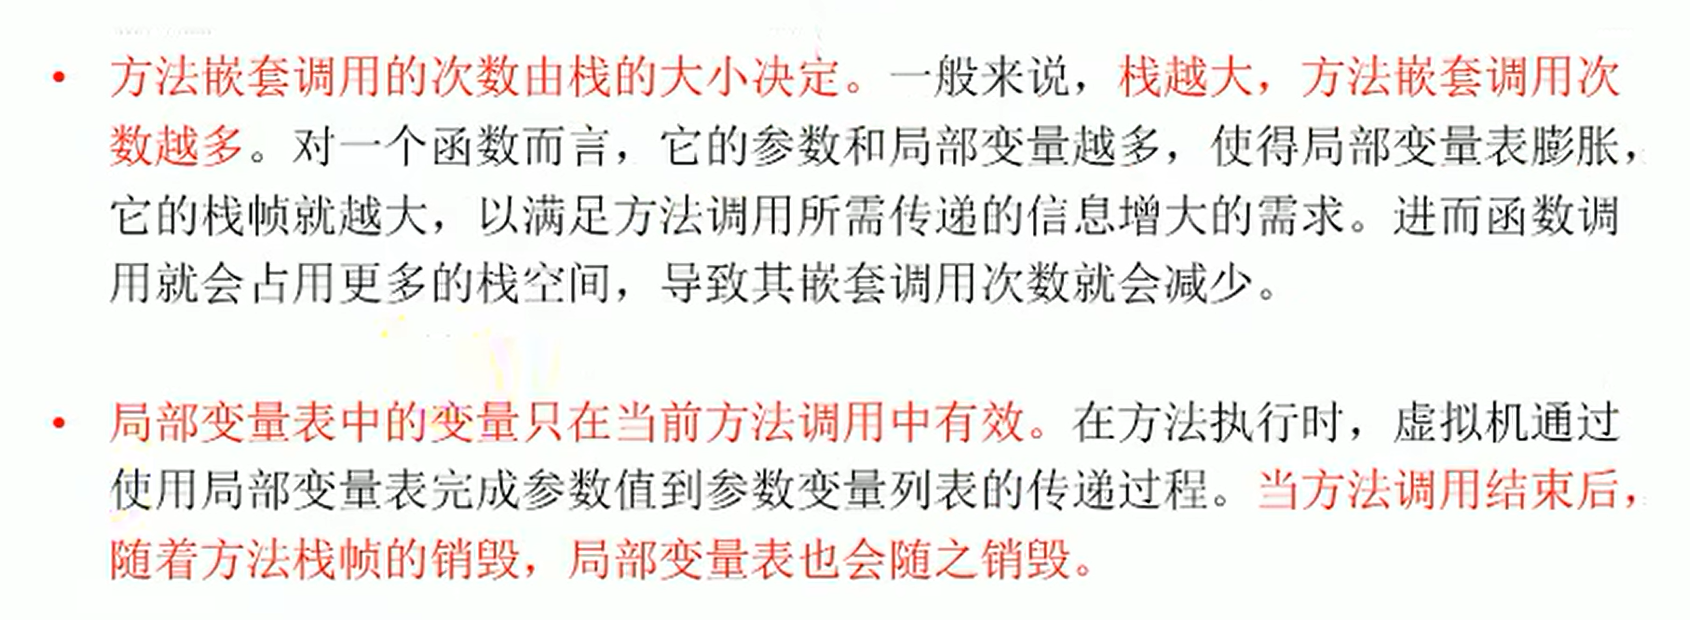 • 方法嵌套调用的次数由栈的大小决定。一般来说，栈越大，方法嵌套调用次
数越多。对一个函数而言，它的参数和局部变量越多，使得局部变量表膨胀，
它的栈帧就越大，以满足方法调用所需传递的信息增大的需求。进而函数调
用就会占用更多的栈空间，导致其嵌套调用次数就会减少。
• 局部变量表中的变量只在当前方法调用中有效。在方法执行时，虚拟机通过
使用局部变量表完成参数值到参数变量列表的传递过程。当方法调用结束后，
随着方法栈帧的销毁，局部变量表也会随之销毁。